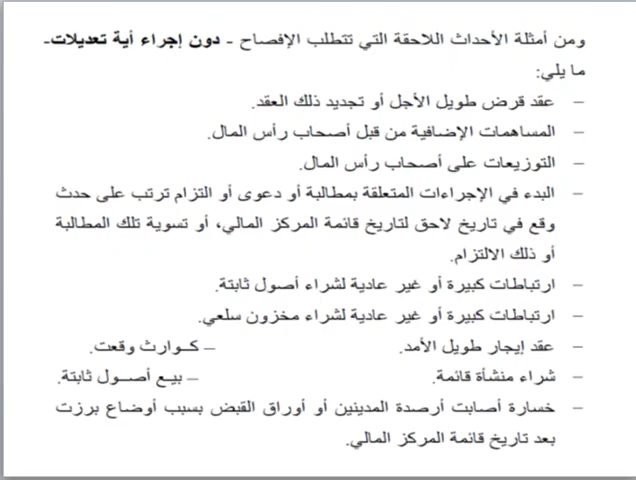 ومن أمثلة الأحداث اللاحقة التي تتطلب الإفصاح - دون إجراء أية تعديلات-
ما يلي:
– عقد قرض طويل الأجل أو تجديد ذلك العقد.
– المساهمات الإضافية من قبل أصحاب رأس المال.
– التوزيعات على أصحاب رأس المال.
– البدء في الإجراءات المتعلقة بمطالبة أو دعوى أو التزام ترتب على حدث
وقع في تاريخ لاحق لتاريخ قائمة المركز المالي، أو تسوية تلك المطالبة
أو ذلك الالتزام.
– ارتباطات كبيرة أو غير عادية لشراء أصول ثابتة.
– ارتباطات كبيرة أو غير عادية لشراء مخزون سلعي.
– عقد إيجار طويل الأمد. – كـوارث وقعت.
– شراء منشأة قائمة. – بيـع أصـول ثابتة.
– خسارة أصابت أرصدة المدينين أو أوراق القبض بسبب أوضاع برزت
بعد تاريخ قائمة المركز المالي.